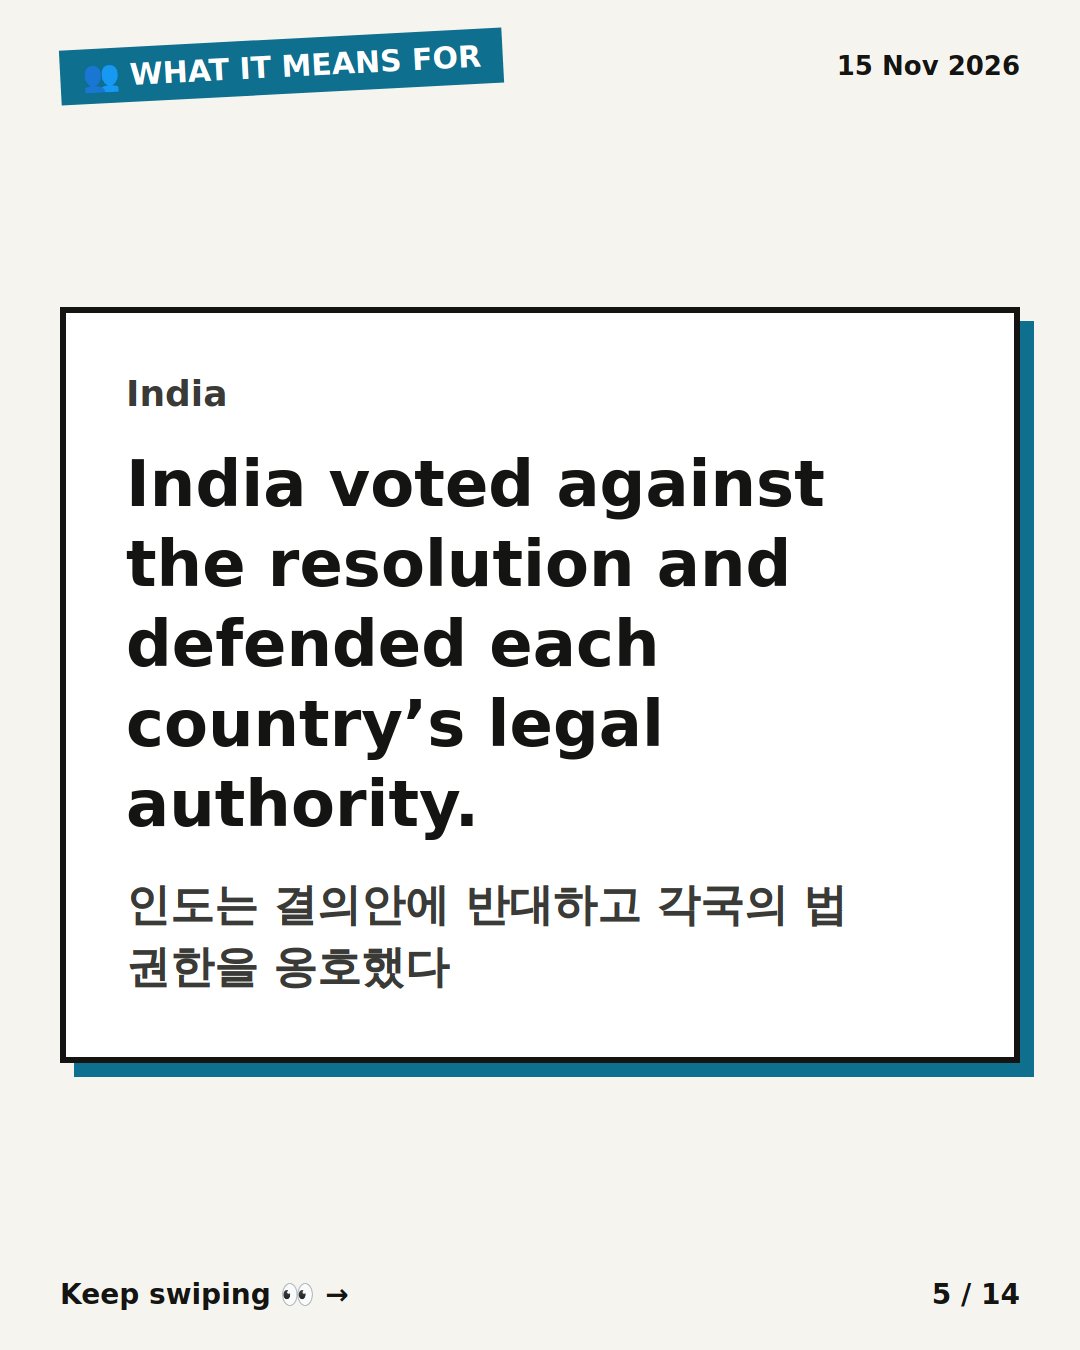 👥 WHAT IT MEANS FOR
15 Nov 2026
India
India voted against
the resolution and
defended each
country’s legal
authority.
인도는 결의안에 반대하고 각국의 법
권한을 옹호했다
Keep swiping 👀 →
5 / 14